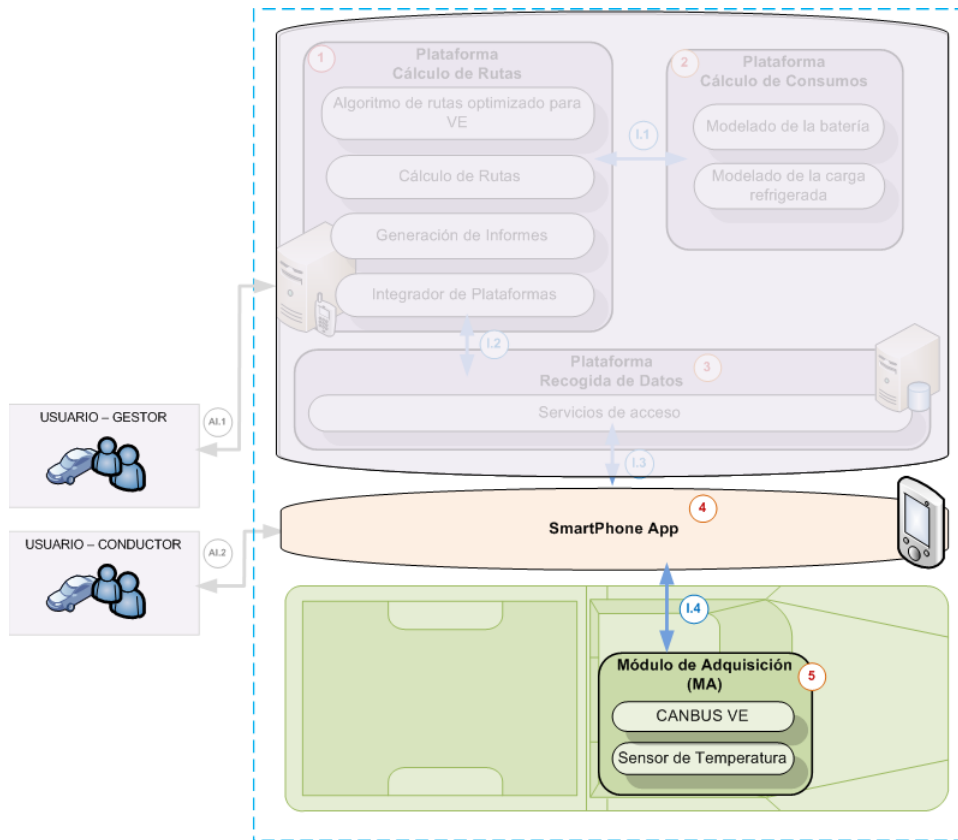 1
Plataforma
Cálculo de Rutas
Algoritmo de rutas optimizado para
VE
Cálculo de Rutas
Generación de Informes
Integrador de Plataformas
I.1
2
Plataforma
Cálculo de Consumos
Modelado de la batería
Modelado de la carga
refrigerada
I.2
Plataforma
Recogida de Datos
3
Servicios de acceso
I.3
USUARIO – GESTOR
AI.1
USUARIO – CONDUCTOR
AI.2
4
SmartPhone App
I.4
Módulo de Adquisición
(MA)
5
CANBUS VE
Sensor de Temperatura